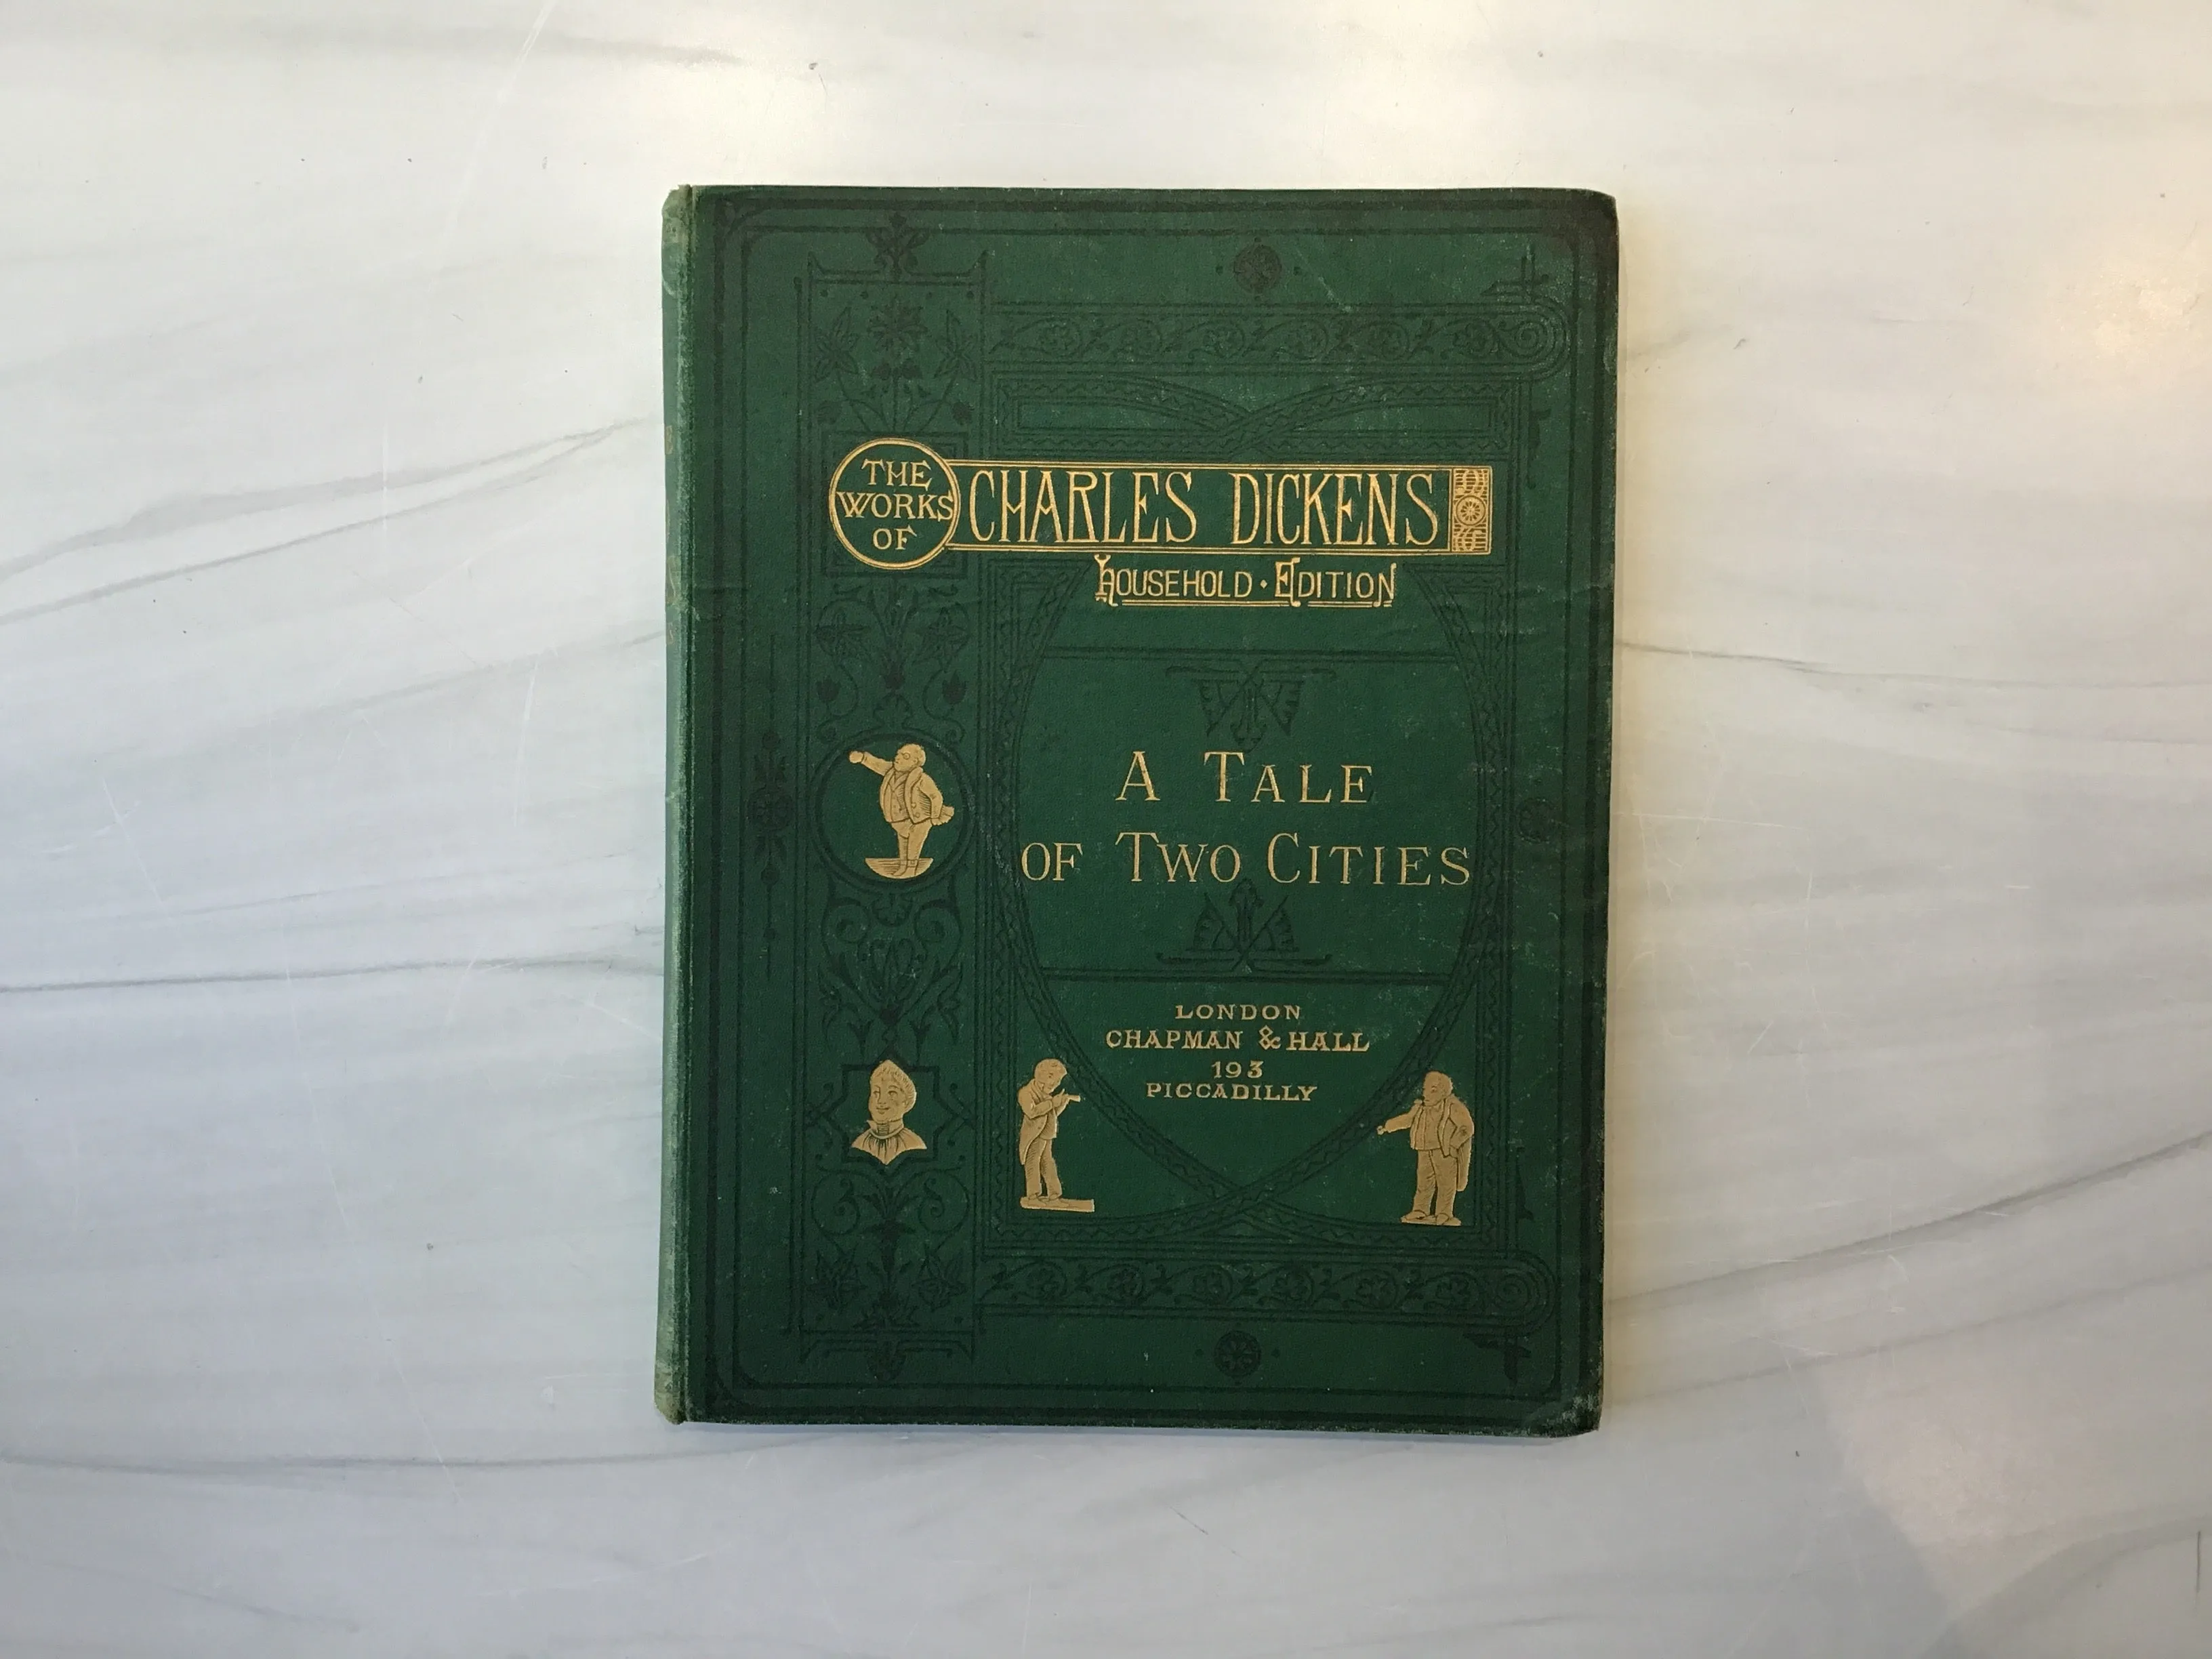 THE
WORKS
OF
CHARLES DICKENS
HOUSEHOLD · EDITION
A TALE
OF TWO CITIES
LONDON
CHAPMAN & HALL
193
PICCADILLY